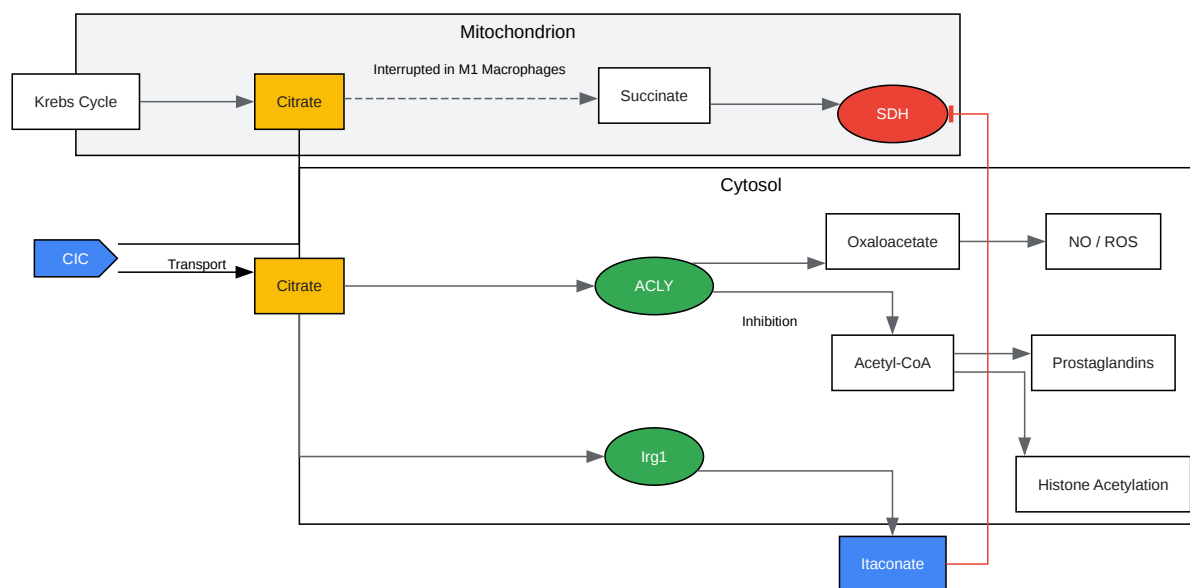 Mitochondrion
Interrupted in M1 Macrophages
Krebs Cycle
Citrate
Succinate
SDH
Cytosol
Oxaloacetate
NO / ROS
CIC
Transport
Citrate
ACLY
Inhibition
Acetyl-CoA
Prostaglandins
Irg1
Histone Acetylation
Itaconate